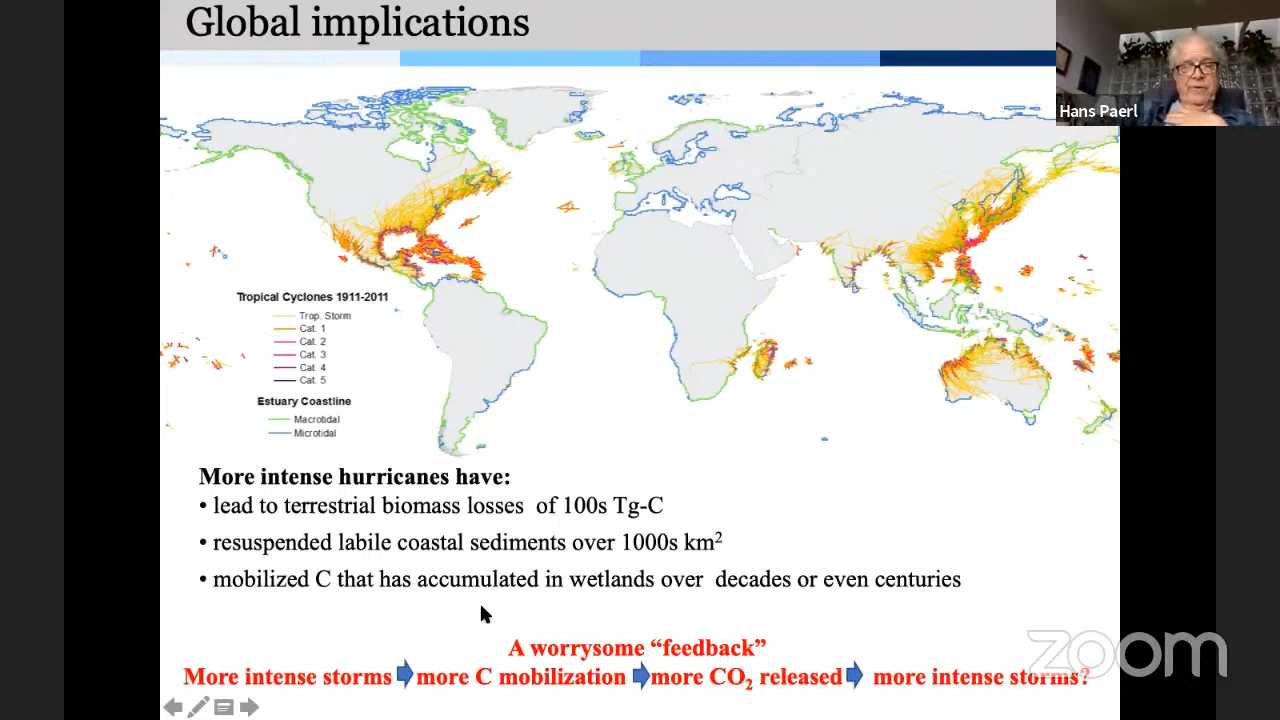 Global implications
Hans Paerl
Tropical Cyclones 1911-2011
Trop. Storm
Cat. 1
Cat. 2
Cat. 3
Cat. 4
Cat. 5
Estuary Coastline
Macrotidal
Microtidal
More intense hurricanes have:
• lead to terrestrial biomass losses of 100s Tg-C
• resuspended labile coastal sediments over 1000s km²
• mobilized C that has accumulated in wetlands over decades or even centuries
A worrysome “feedback”
More intense storms more C mobilization more CO₂ released more intense storms?
zoom